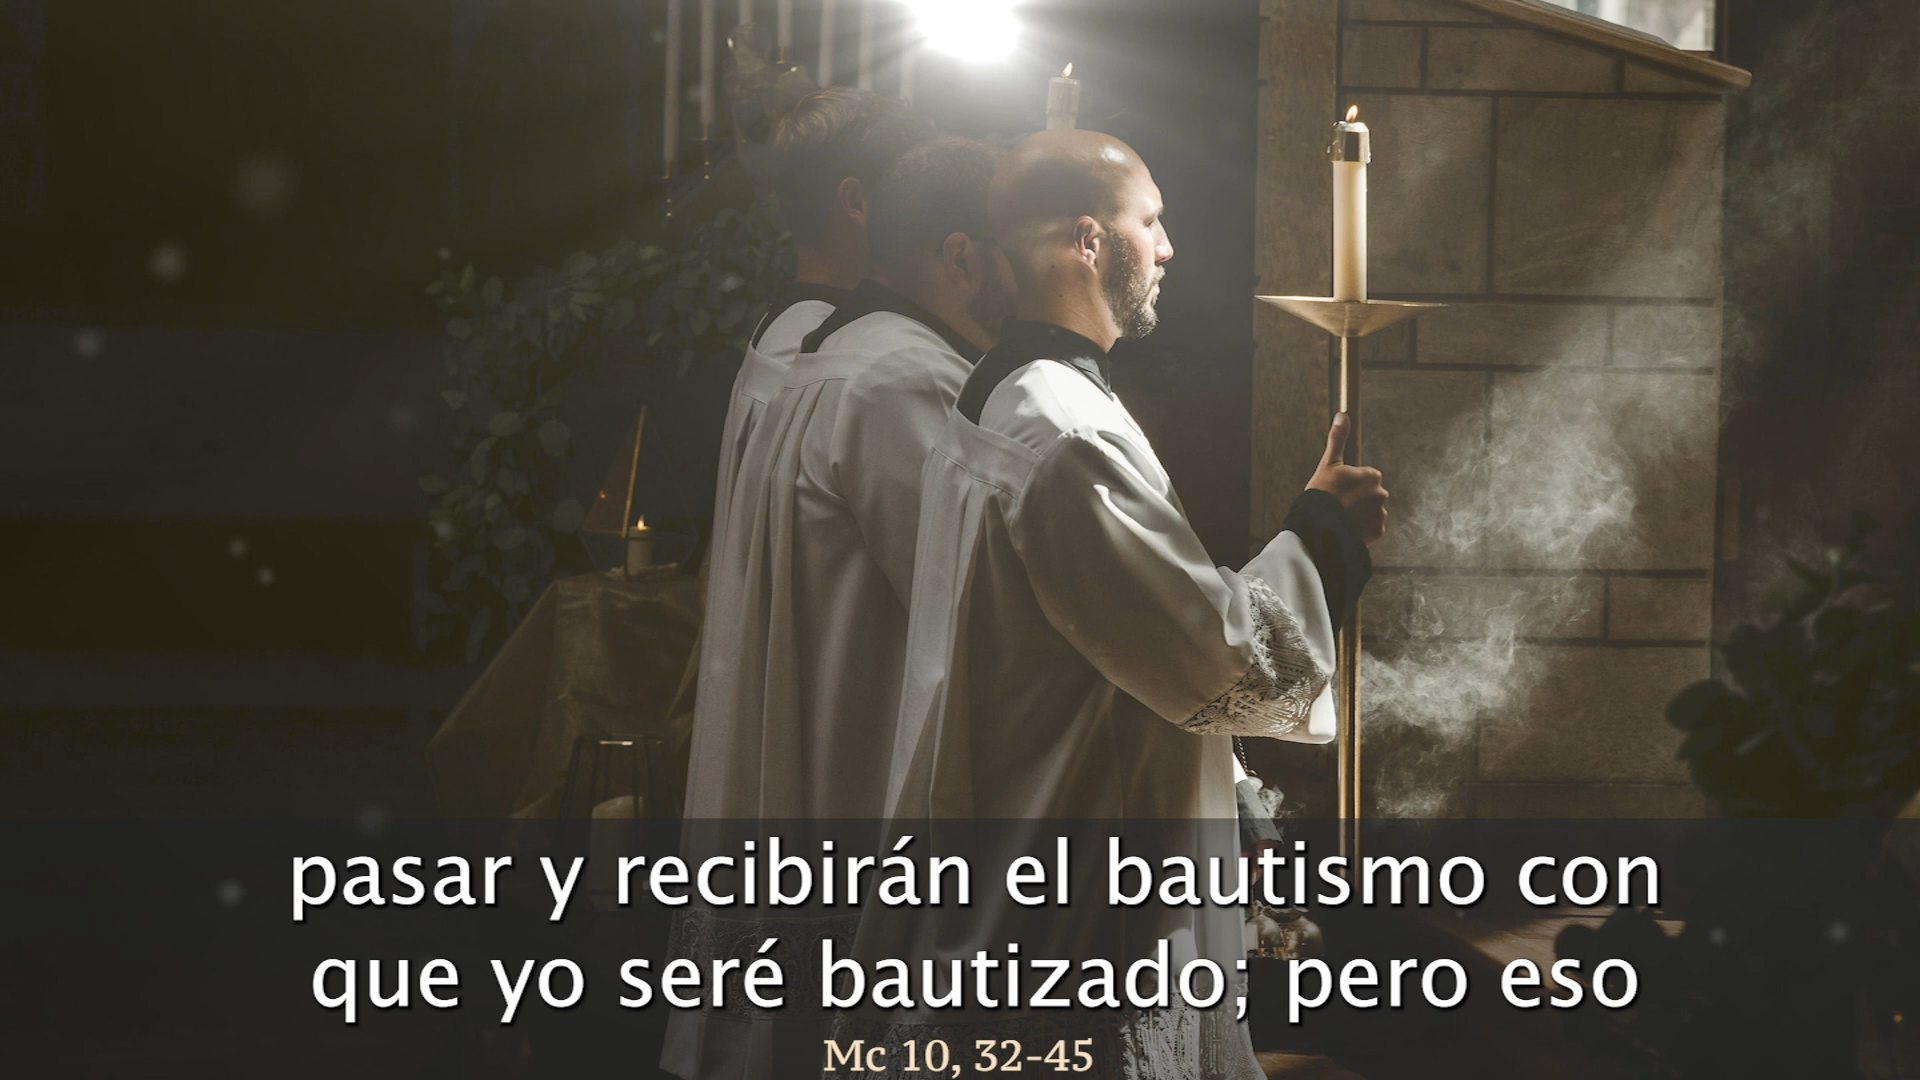 pasar y recibirán el bautismo con
que yo seré bautizado; pero eso
Mc 10, 32-45